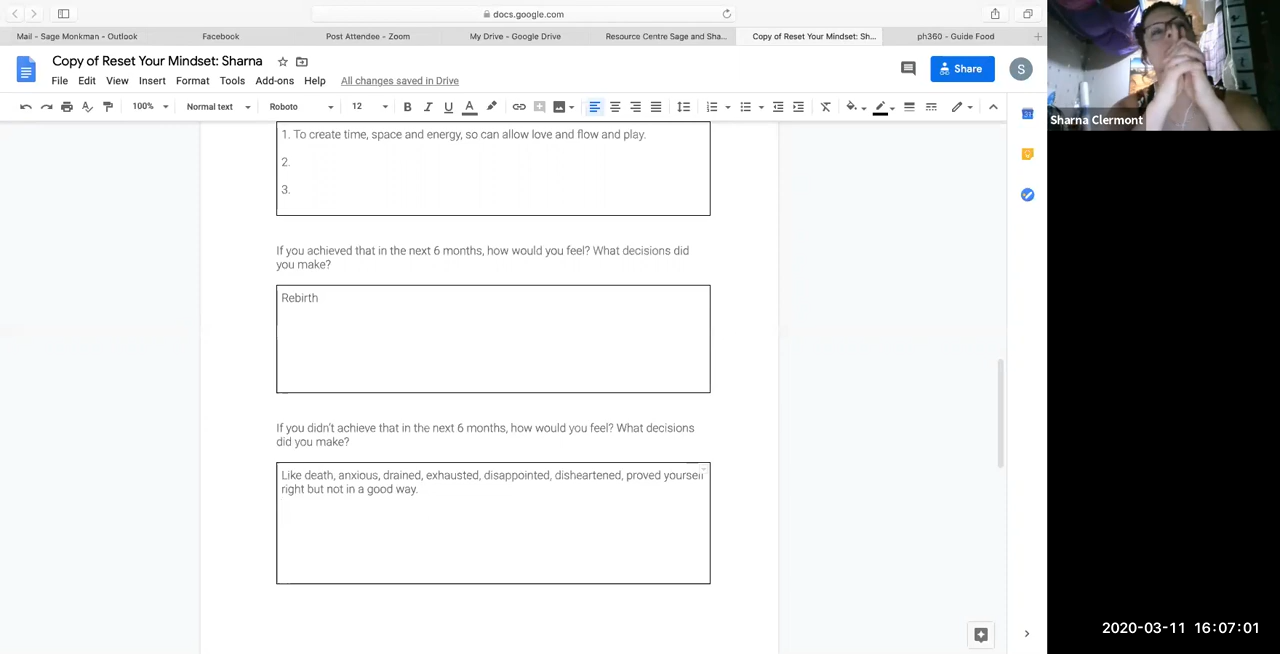 docs.google.com
Mail - Sage Monkman - Outlook
Facebook
Post Attendee - Zoom
My Drive - Google Drive
Resource Centre Sage and Sha...
Copy of Reset Your Mindset: Sh...
ph360 - Guide Food
Copy of Reset Your Mindset: Sharna
File Edit View Insert Format Tools Add-ons Help All changes saved in Drive
Share
S
100% Normal text Roboto 12 B I U A
Sharna Clermont
31
1. To create time, space and energy, so can allow love and flow and play.
2.
3.
If you achieved that in the next 6 months, how would you feel? What decisions did
you make?
Rebirth
If you didn't achieve that in the next 6 months, how would you feel? What decisions
did you make?
Like death, anxious, drained, exhausted, disappointed, disheartened, proved yourself
right but not in a good way.
2020-03-11 16:07:01